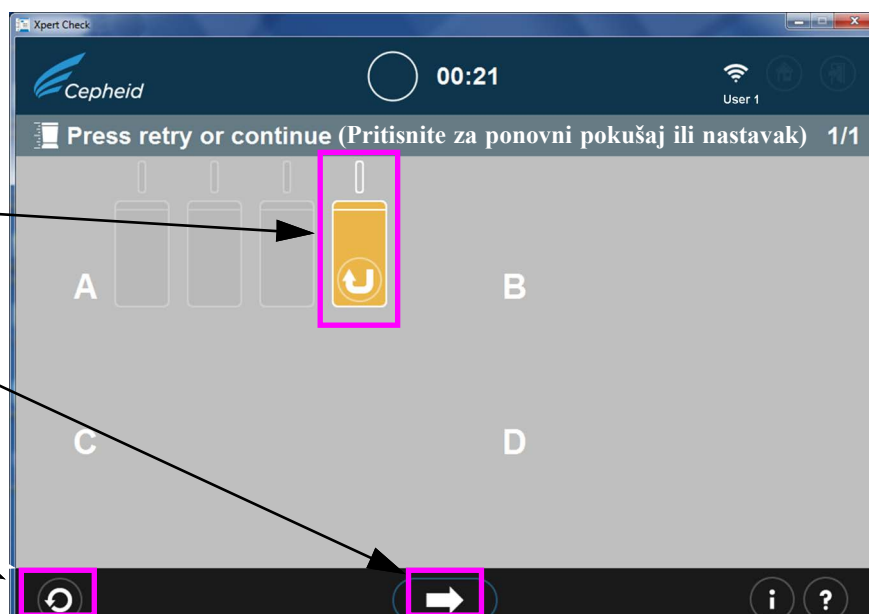 Xpert Check
Cepheid
00:21
User 1
Press retry or continue (Pritisnite za ponovni pokušaj ili nastavak) 1/1
A
B
C
D
i ?